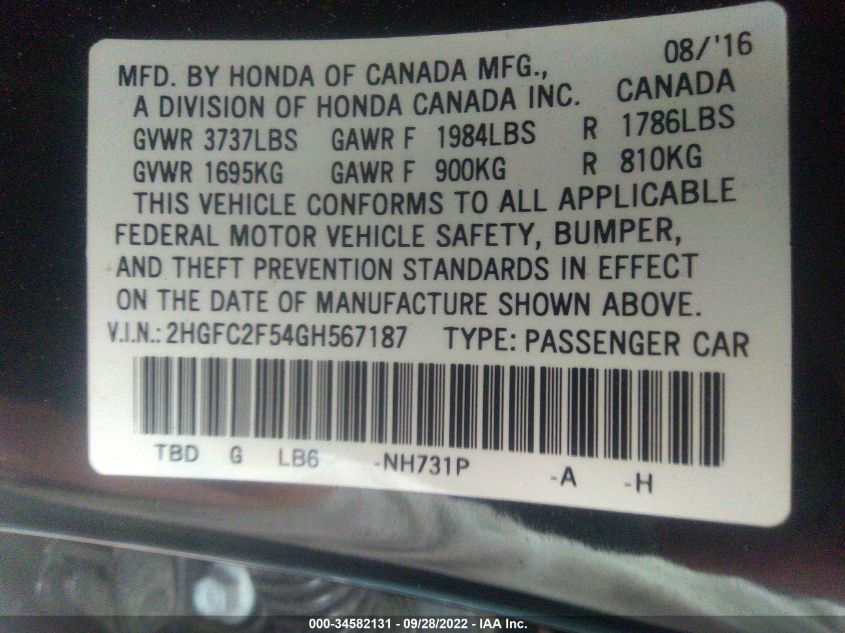 08/'16
MFD. BY HONDA OF CANADA MFG.,
A DIVISION OF HONDA CANADA INC. CANADA
GVWR 3737LBS GAWR F 1984LBS R 1786LBS
GVWR 1695KG GAWR F 900KG R 810KG
THIS VEHICLE CONFORMS TO ALL APPLICABLE
FEDERAL MOTOR VEHICLE SAFETY, BUMPER,
AND THEFT PREVENTION STANDARDS IN EFFECT
ON THE DATE OF MANUFACTURE SHOWN ABOVE.
V.I.N.: 2HGFC2F54GH567187 TYPE: PASSENGER CAR
TBD G LB6 -NH731P -A -H
000-34582131 - 09/28/2022 - IAA Inc.